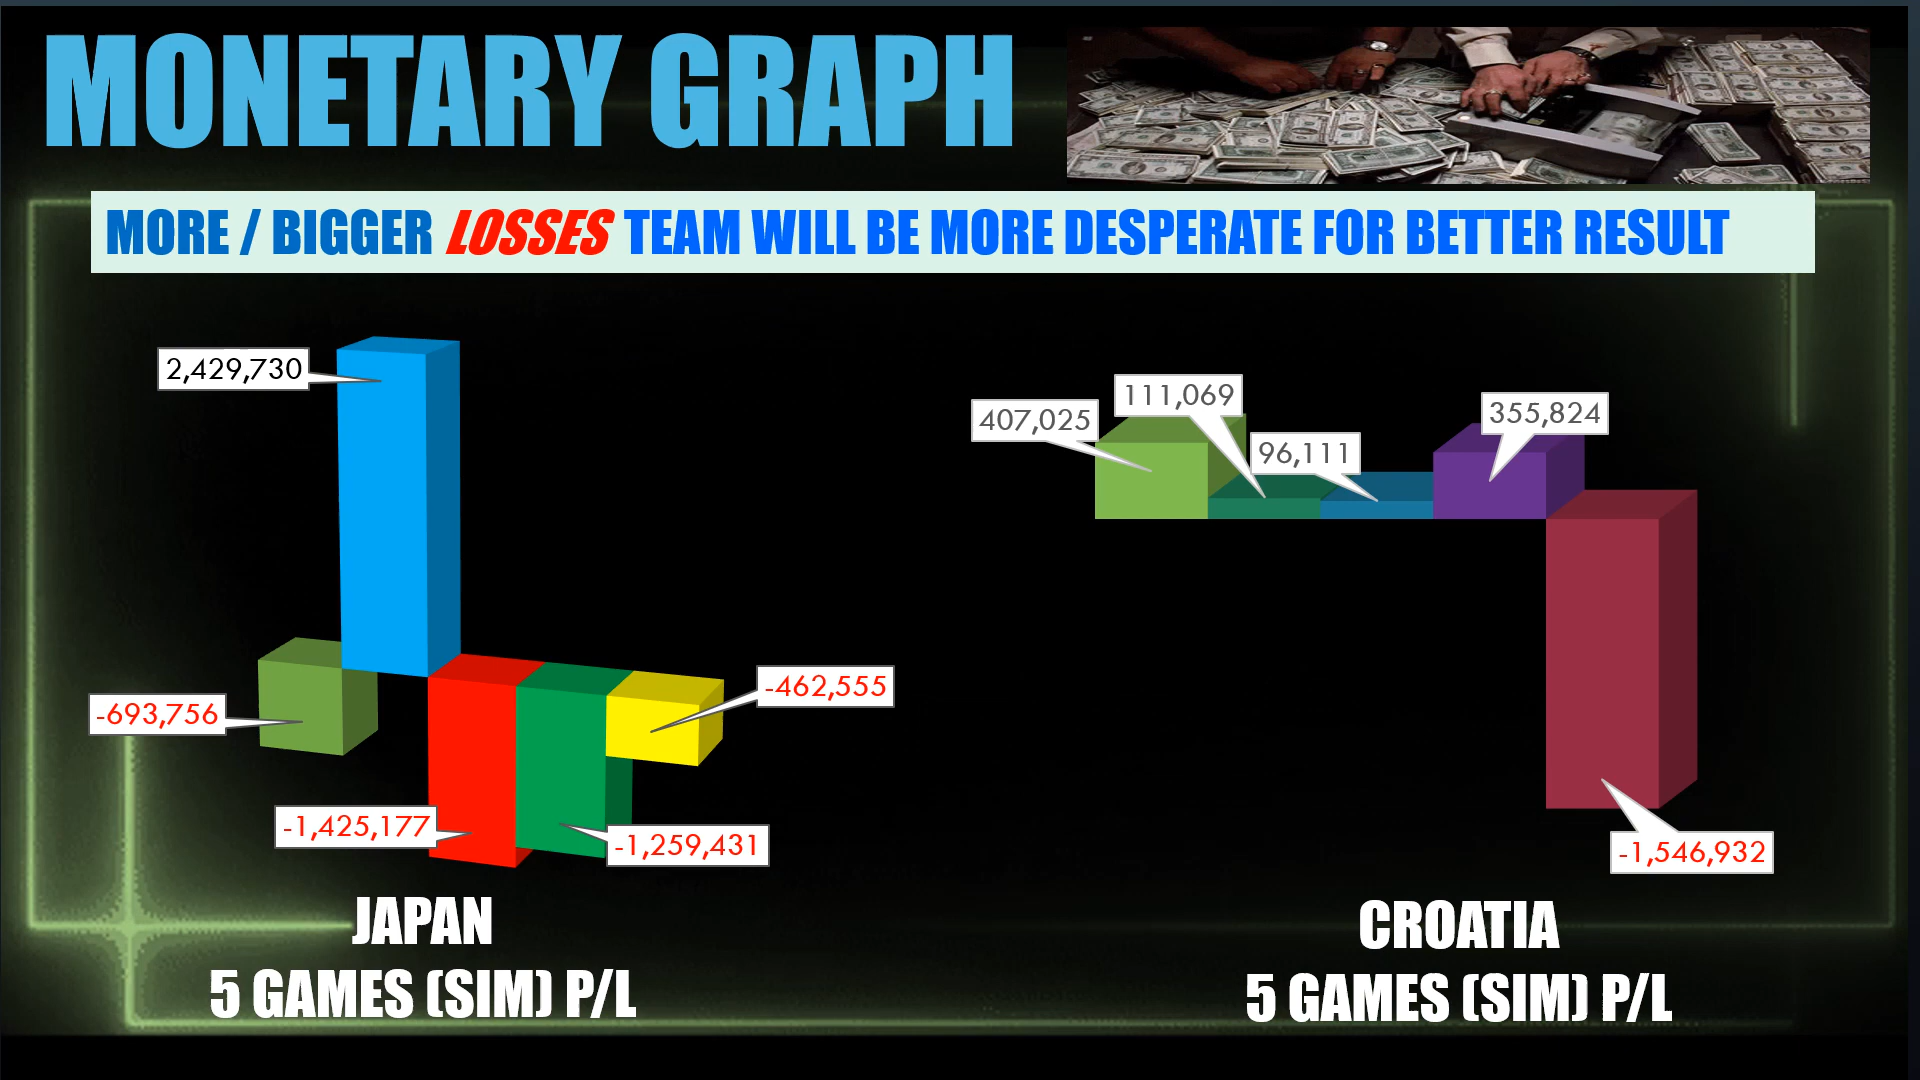 MONETARY GRAPH
MORE / BIGGER LOSSES TEAM WILL BE MORE DESPERATE FOR BETTER RESULT
2,429,730
-693,756
-1,425,177
-1,259,431
-462,555
JAPAN
5 GAMES (SIM) P/L
407,025
111,069
96,111
355,824
-1,546,932
CROATIA
5 GAMES (SIM) P/L